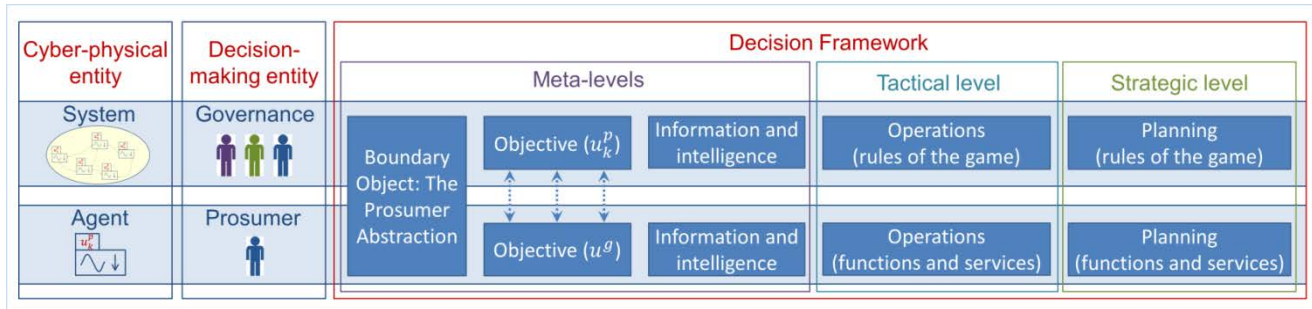 Cyber-physical
entity
Decision-
making entity
Decision Framework
Meta-levels
Tactical level
Strategic level
System
Governance
Boundary
Object: The
Prosumer
Abstraction
Objective (u_k^p)
Information and
intelligence
Operations
(rules of the game)
Planning
(rules of the game)
Agent
u_k^p
Prosumer
Objective (u^g)
Information and
intelligence
Operations
(functions and services)
Planning
(functions and services)